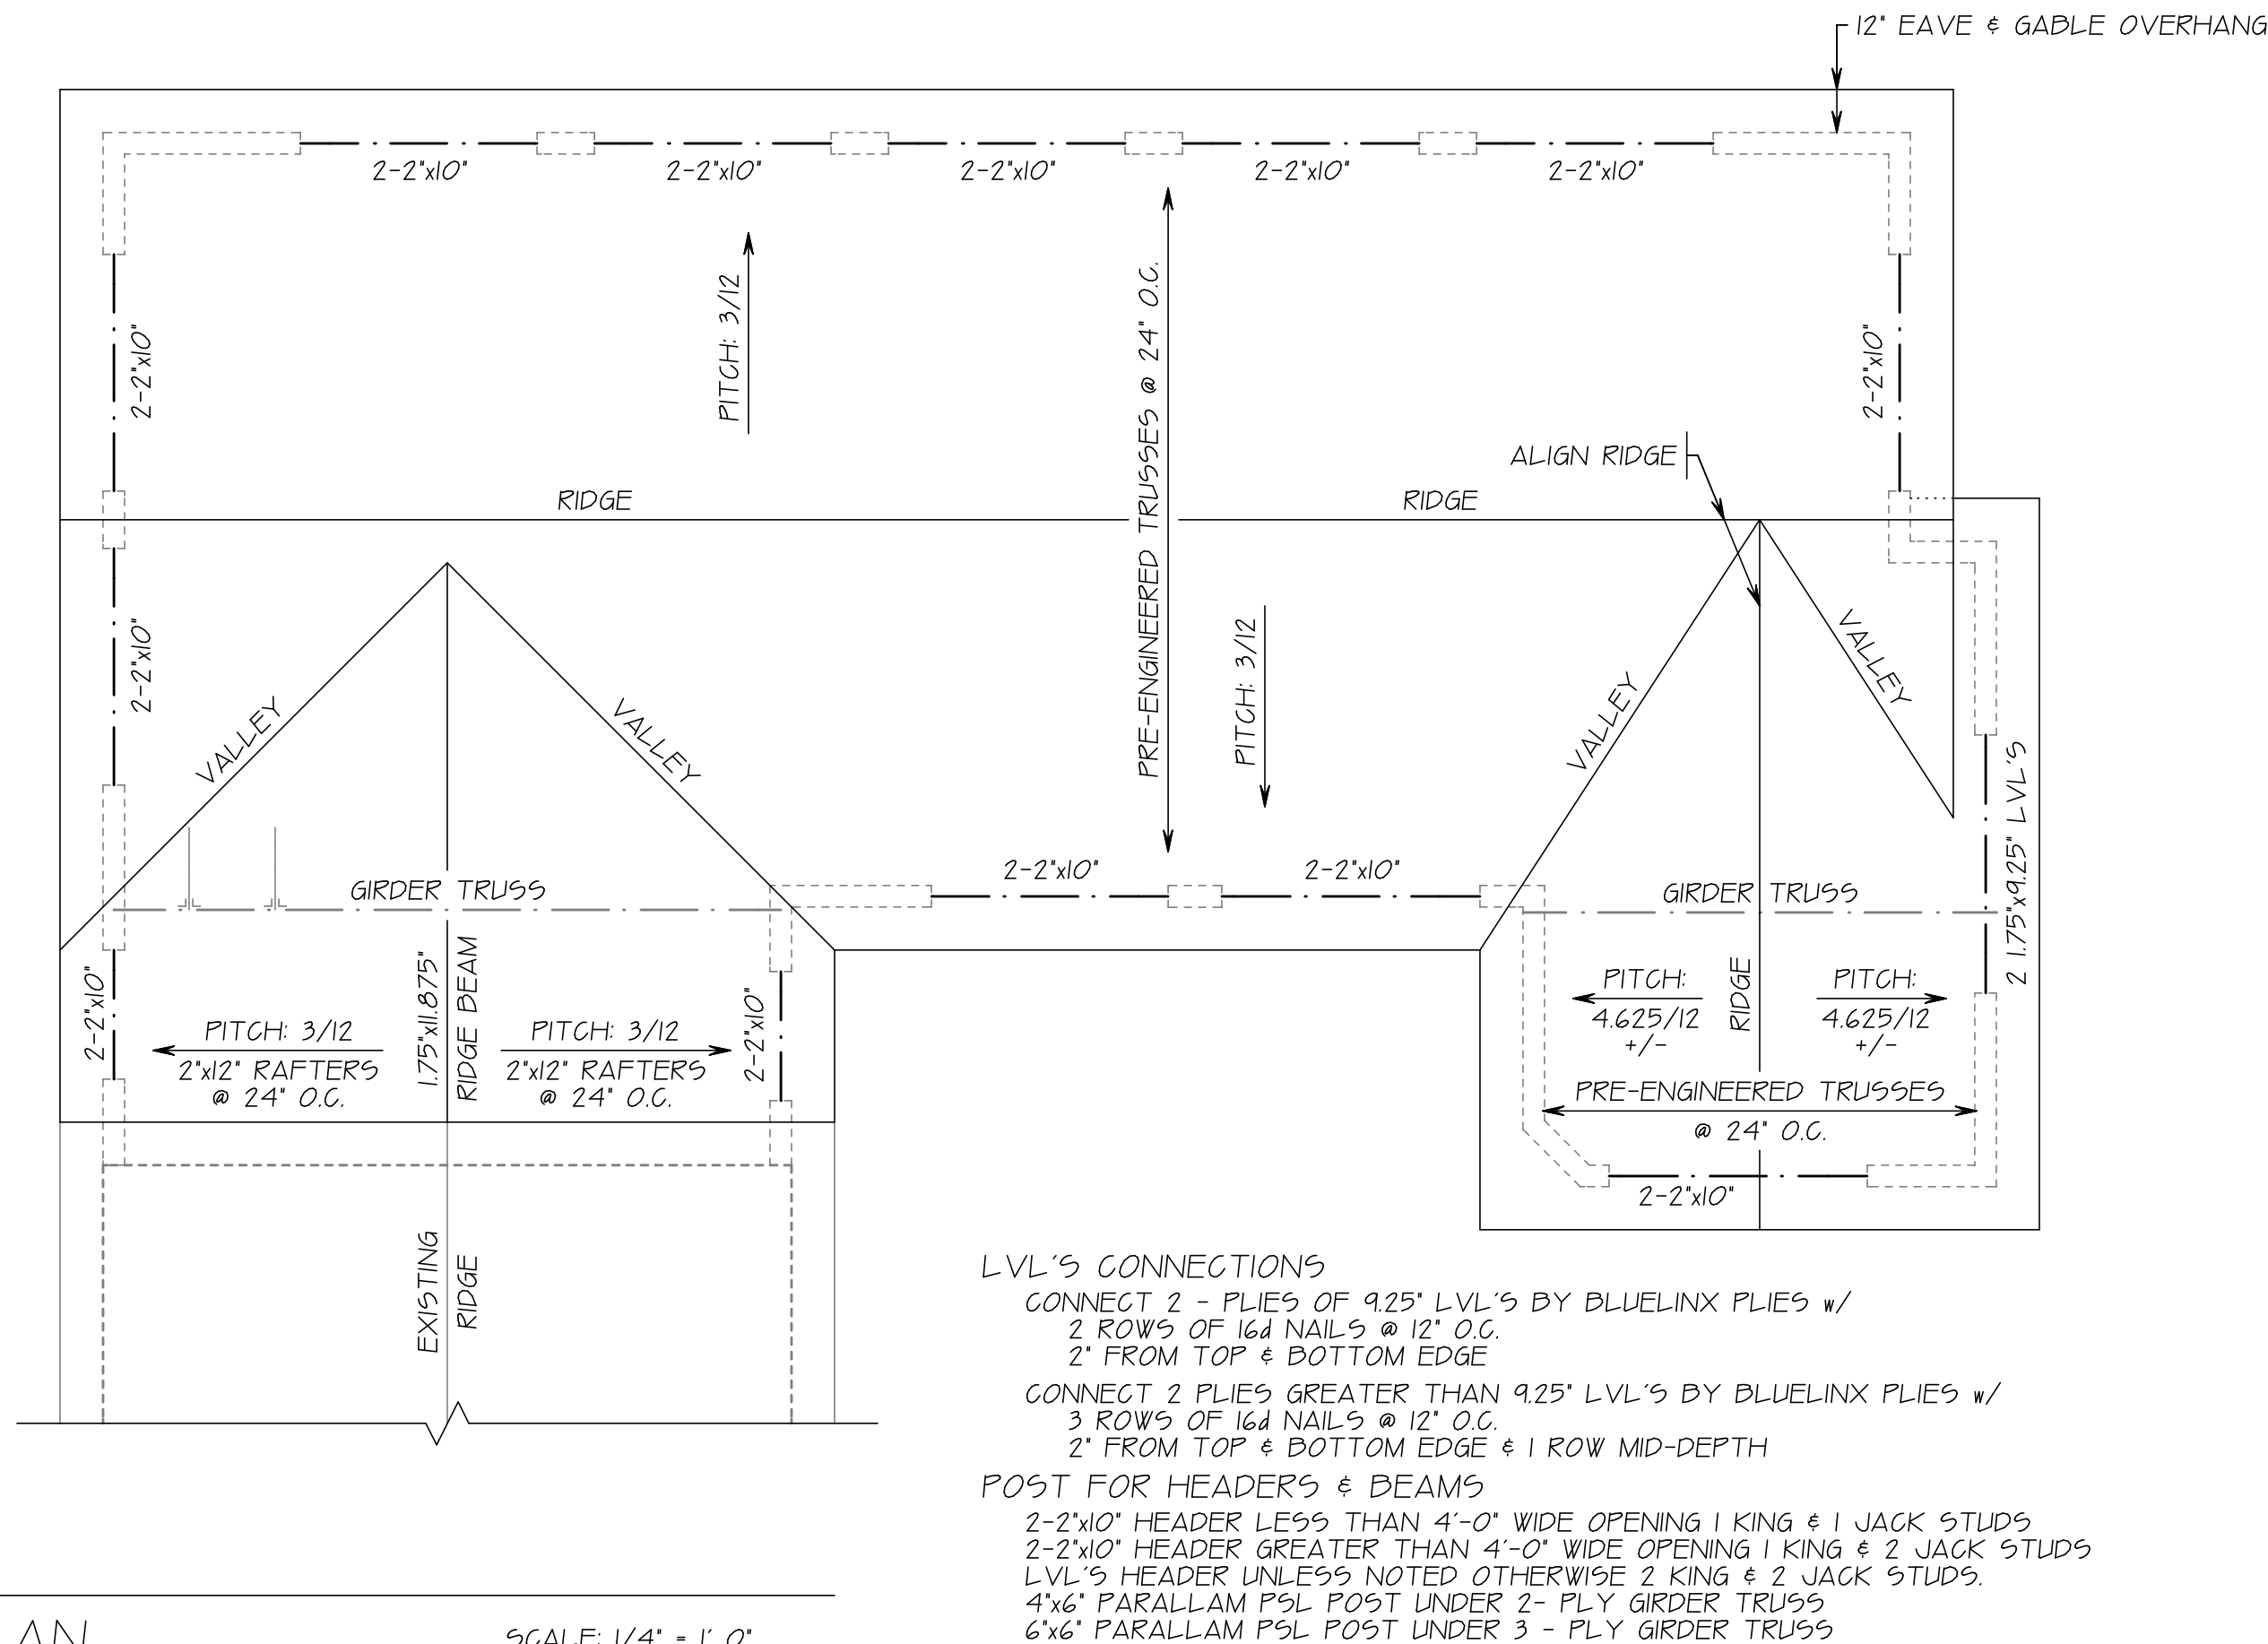 12" EAVE & GABLE OVERHANG
2-2"x10"
2-2"x10"
2-2"x10"
2-2"x10"
2-2"x10"
2-2"x10"
PITCH: 3/12
PRE-ENGINEERED TRUSSES @ 24" O.C.
2-2"x10"
ALIGN RIDGE
RIDGE
RIDGE
2-2"x10"
VALLEY
VALLEY
PITCH: 3/12
VALLEY
VALLEY
2 1.75"x9.25" LVL'S
2-2"x10"
2-2"x10"
GIRDER TRUSS
GIRDER TRUSS
2-2"x10"
PITCH: 3/12
2"x12" RAFTERS
@ 24" O.C.
1.75"x11.875"
RIDGE BEAM
PITCH: 3/12
2"x12" RAFTERS
@ 24" O.C.
2-2"x10"
PITCH:
4.625/12
+/-
RIDGE
PITCH:
4.625/12
+/-
PRE-ENGINEERED TRUSSES
@ 24" O.C.
2-2"x10"
EXISTING
RIDGE
LVL'S CONNECTIONS
CONNECT 2 - PLIES OF 9.25" LVL'S BY BLUELINX PLIES w/
2 ROWS OF 16d NAILS @ 12" O.C.
2" FROM TOP & BOTTOM EDGE
CONNECT 2 PLIES GREATER THAN 9.25" LVL'S BY BLUELINX PLIES w/
3 ROWS OF 16d NAILS @ 12" O.C.
2" FROM TOP & BOTTOM EDGE & 1 ROW MID-DEPTH
POST FOR HEADERS & BEAMS
2-2"x10" HEADER LESS THAN 4'-0" WIDE OPENING 1 KING & 1 JACK STUDS
2-2"x10" HEADER GREATER THAN 4'-0" WIDE OPENING 1 KING & 2 JACK STUDS
LVL'S HEADER UNLESS NOTED OTHERWISE 2 KING & 2 JACK STUDS.
4"x6" PARALLAM PSL POST UNDER 2- PLY GIRDER TRUSS
6"x6" PARALLAM PSL POST UNDER 3 - PLY GIRDER TRUSS
SCALE: 1/4" = 1' 0"